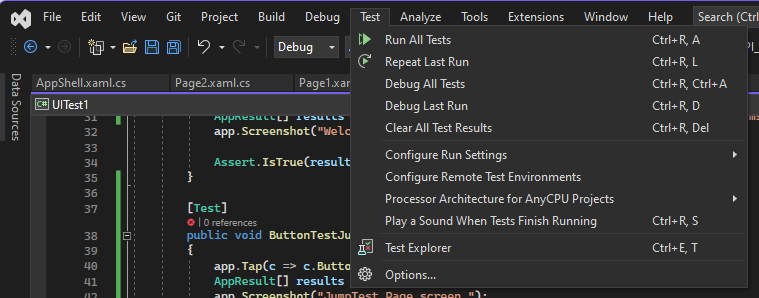 File Edit View Git Project Build Debug Test Analyze Tools Extensions Window Help Search (Ctrl
Debug
Data Sources
AppShell.xaml.cs Page2.xaml.cs Page1.xam
C# UITest1
Run All Tests Ctrl+R, A
Repeat Last Run Ctrl+R, L
Debug All Tests Ctrl+R, Ctrl+A
Debug Last Run Ctrl+R, D
Clear All Test Results Ctrl+R, Del
Configure Run Settings
Configure Remote Test Environments
Processor Architecture for AnyCPU Projects
Play a Sound When Tests Finish Running Ctrl+R, S
Test Explorer Ctrl+E, T
Options...
31 AppResult[] results
32 app.Screenshot("Welc
33
34 Assert.IsTrue(result
35 }
36
37 [Test]
0 references
38 public void ButtonTestJu
39 {
40 app.Tap(c => c.Butto
41 AppResult[] results
42 app.Screenshot("JumpTest Page screen.");